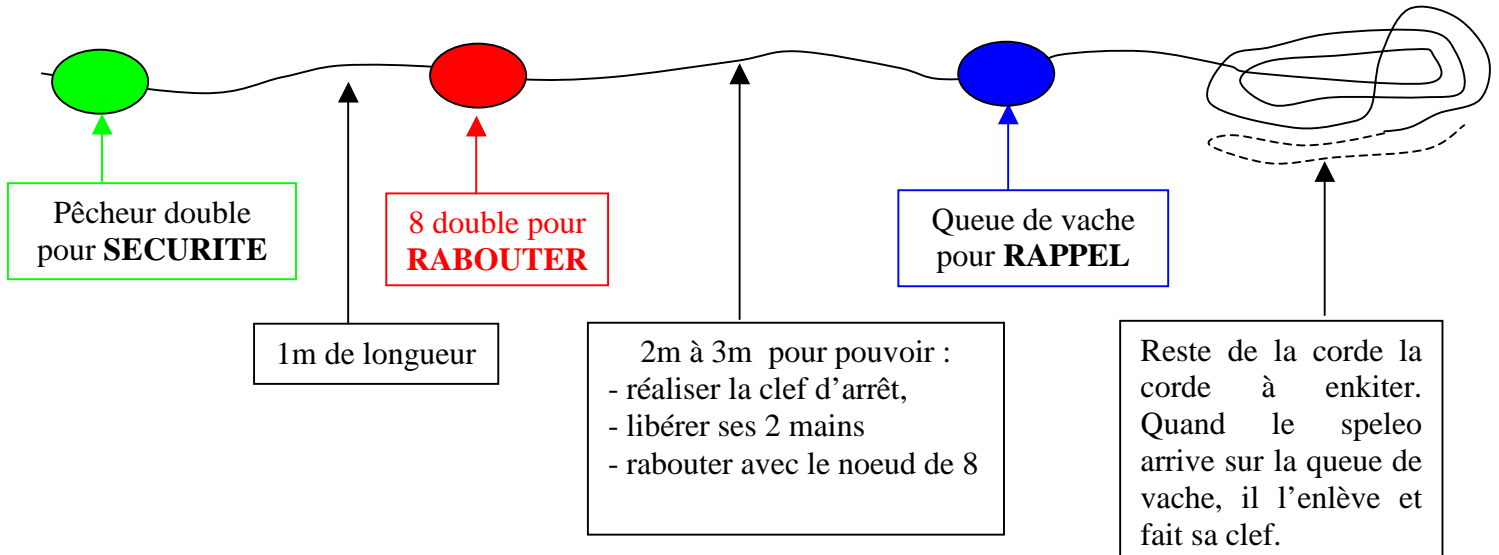 Pêcheur double
pour SECURITE
8 double pour
RABOUTER
Queue de vache
pour RAPPEL
1m de longueur
2m à 3m pour pouvoir :
- réaliser la clef d’arrêt,
- libérer ses 2 mains
- rabouter avec le noeud de 8
Reste de la corde la
corde à enkiter.
Quand le speleo
arrive sur la queue de
vache, il l’enlève et
fait sa clef.